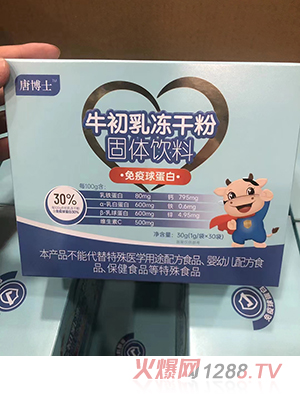 唐博士
牛初乳冻干粉
固体饮料
免疫球蛋白
每100g含:
30%
乳铁蛋白 80mg 钙 795mg
α-乳白蛋白 600mg 铁 0.6mg
β-乳球蛋白 600mg 锌 4.95mg
维生素C 500mg
净含量:30g(1g/袋×30袋)
本产品不能代替特殊医学用途配方食品、婴幼儿配方食
品、保健食品等特殊食品
火爆网1288.TV